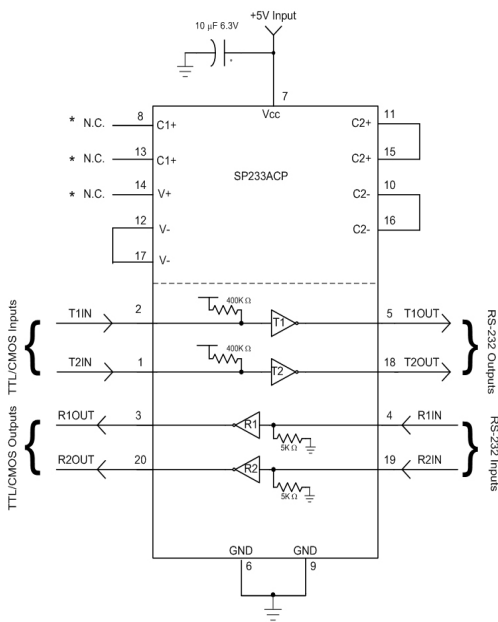 +5V Input
10 µF 6.3V
+
7
Vcc
* N.C. 8 C1+
C2+ 11
* N.C. 13 C1+
C2+ 15
SP233ACP
* N.C. 14 V+
C2- 10
12 V-
C2- 16
17 V-
400K Ω
T1IN 2 T1 5 T1OUT
400K Ω
T2IN 1 T2 18 T2OUT
TTL/CMOS Inputs
RS-232 Outputs
R1OUT 3 R1 4 R1IN
5K Ω
R2OUT 20 R2 19 R2IN
5K Ω
TTL/CMOS Outputs
RS-232 Inputs
GND GND
6 9